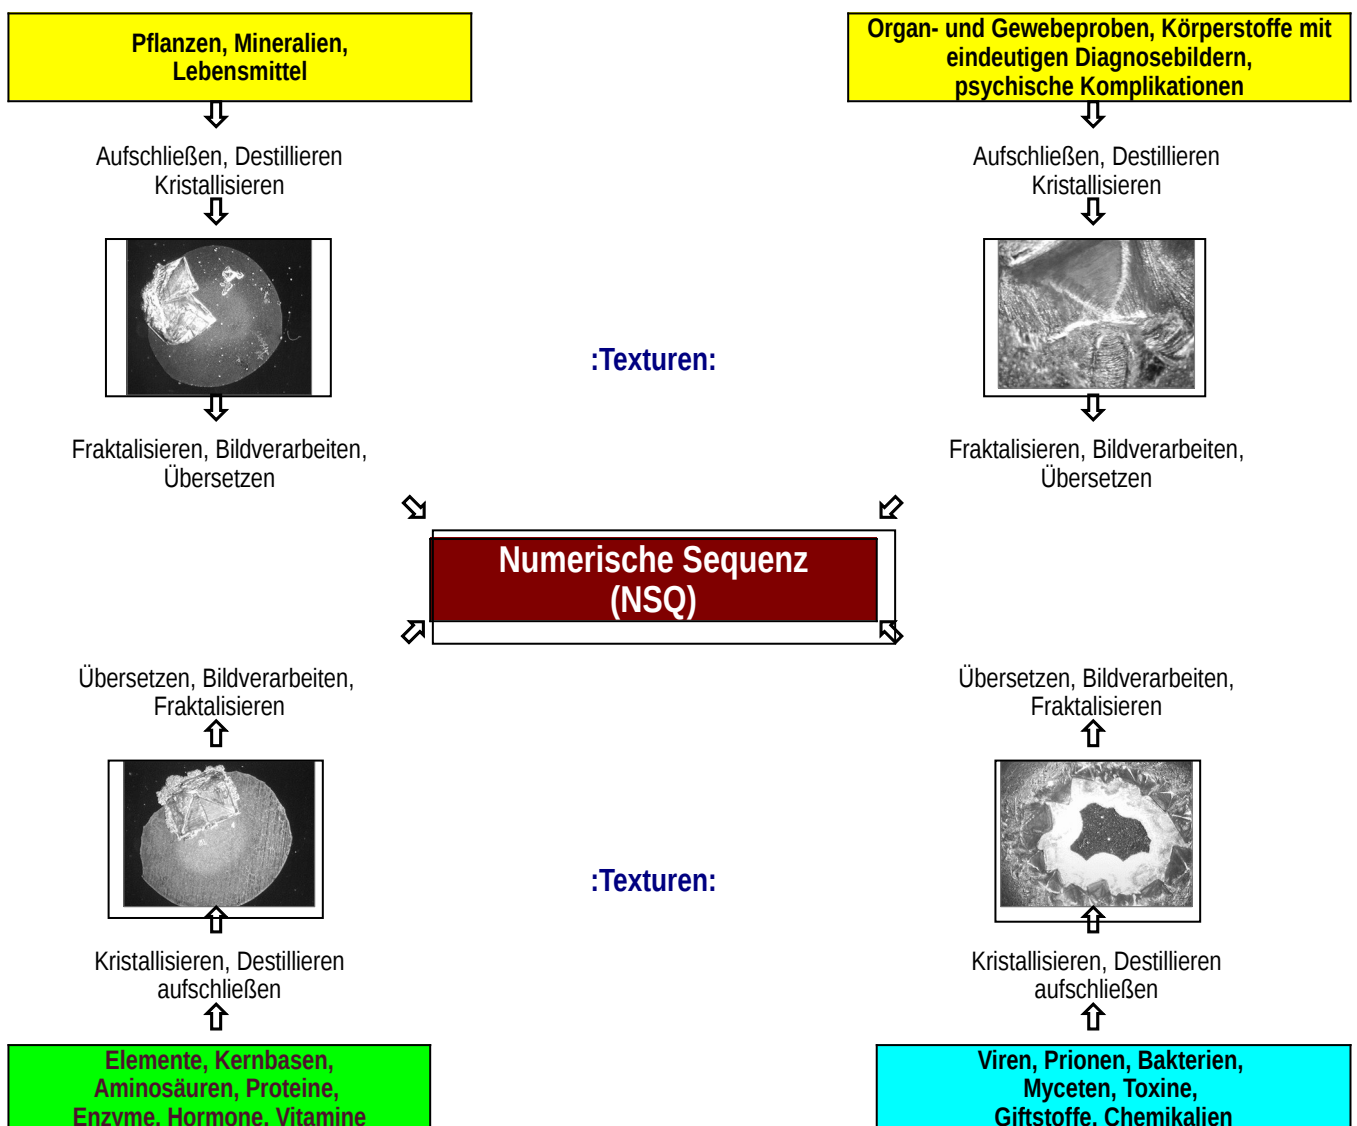 Pflanzen, Mineralien,
Lebensmittel
Organ- und Gewebeproben, Körperstoffe mit
eindeutigen Diagnosebildern,
psychische Komplikationen
Aufschließen, Destillieren
Kristallisieren
Aufschließen, Destillieren
Kristallisieren
:Texturen:
Fraktalisieren, Bildverarbeiten,
Übersetzen
Fraktalisieren, Bildverarbeiten,
Übersetzen
Numerische Sequenz
(NSQ)
Übersetzen, Bildverarbeiten,
Fraktalisieren
Übersetzen, Bildverarbeiten,
Fraktalisieren
:Texturen:
Kristallisieren, Destillieren
aufschließen
Kristallisieren, Destillieren
aufschließen
Elemente, Kernbasen,
Aminosäuren, Proteine,
Enzyme, Hormone, Vitamine
Viren, Prionen, Bakterien,
Myceten, Toxine,
Giftstoffe, Chemikalien